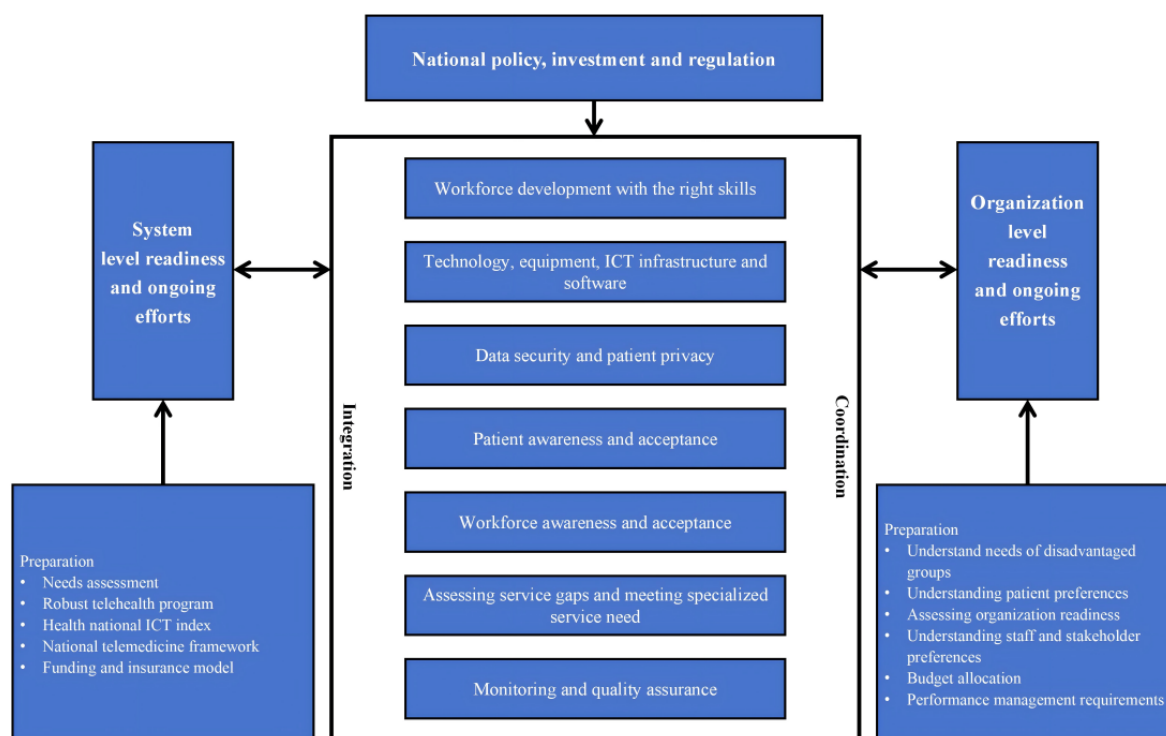 National policy, investment and regulation
System
level readiness
and ongoing
efforts
Integration
Workforce development with the right skills
Technology, equipment, ICT infrastructure and
software
Data security and patient privacy
Patient awareness and acceptance
Workforce awareness and acceptance
Assessing service gaps and meeting specialized
service need
Monitoring and quality assurance
Coordination
Organization
level
readiness
and ongoing
efforts
Preparation
• Needs assessment
• Robust telehealth program
• Health national ICT index
• National telemedicine framework
• Funding and insurance model
Preparation
• Understand needs of disadvantaged
groups
• Understanding patient preferences
• Assessing organization readiness
• Understanding staff and stakeholder
preferences
• Budget allocation
• Performance management requirements